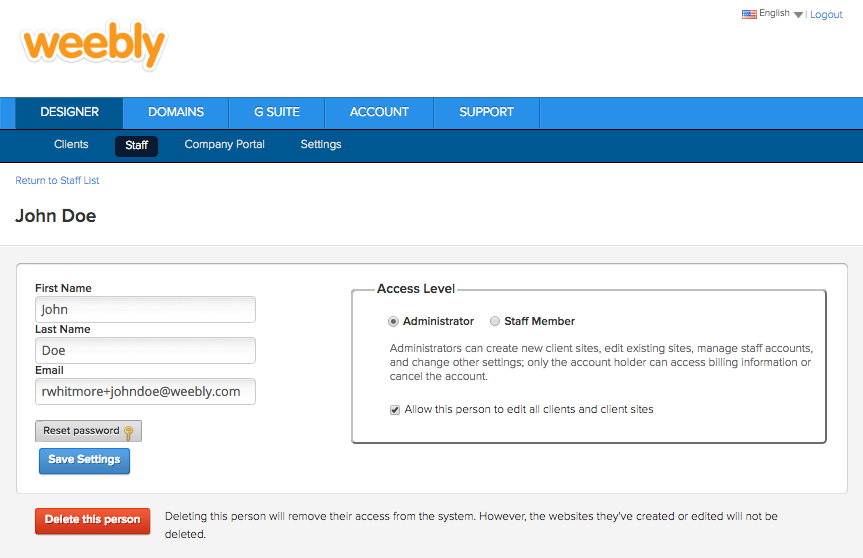 English | Logout
weebly
DESIGNER DOMAINS G SUITE ACCOUNT SUPPORT
Clients Staff Company Portal Settings
Return to Staff List
John Doe
First Name
John
Last Name
Doe
Email
rwhitmore+johndoe@weebly.com
Reset password
Save Settings
Access Level
Administrator Staff Member
Administrators can create new client sites, edit existing sites, manage staff accounts,
and change other settings; only the account holder can access billing information or
cancel the account.
Allow this person to edit all clients and client sites
Delete this person
Deleting this person will remove their access from the system. However, the websites they've created or edited will not be
deleted.